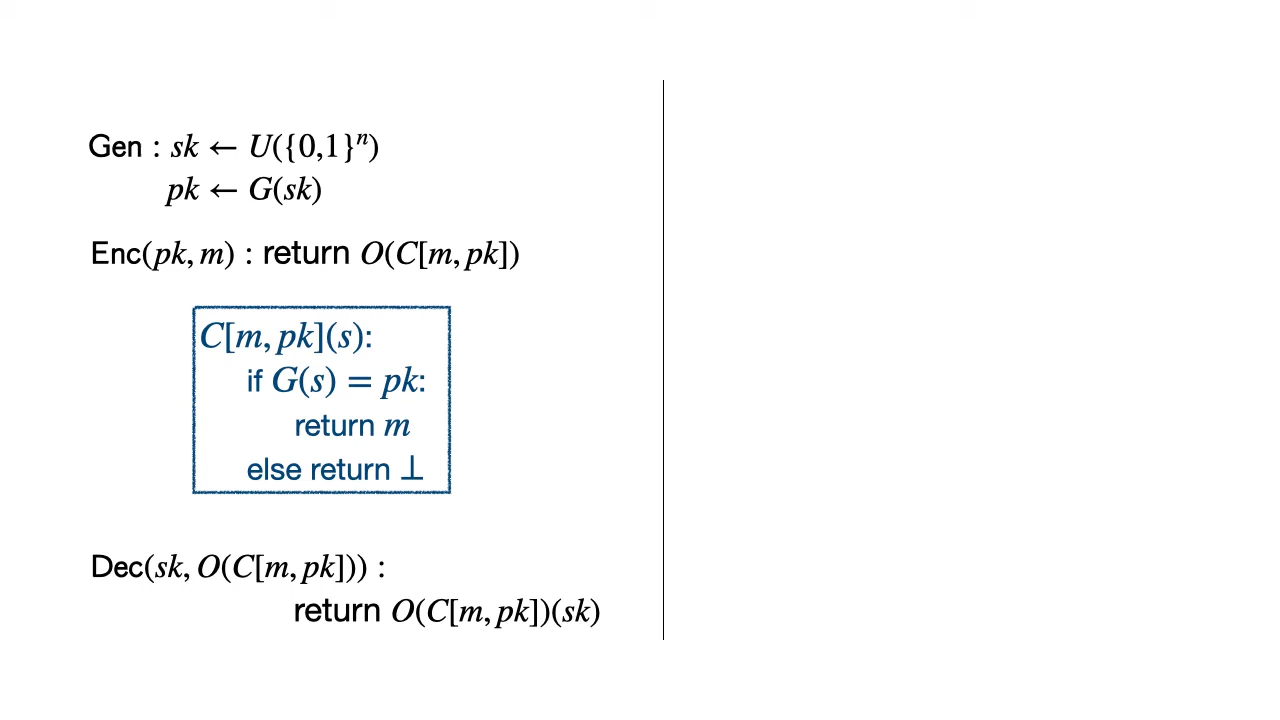 Gen : sk ← U({0,1}ⁿ)
pk ← G(sk)
Enc(pk, m) : return O(C[m, pk])
C[m, pk](s):
if G(s) = pk:
return m
else return ⊥
Dec(sk, O(C[m, pk])) :
return O(C[m, pk])(sk)